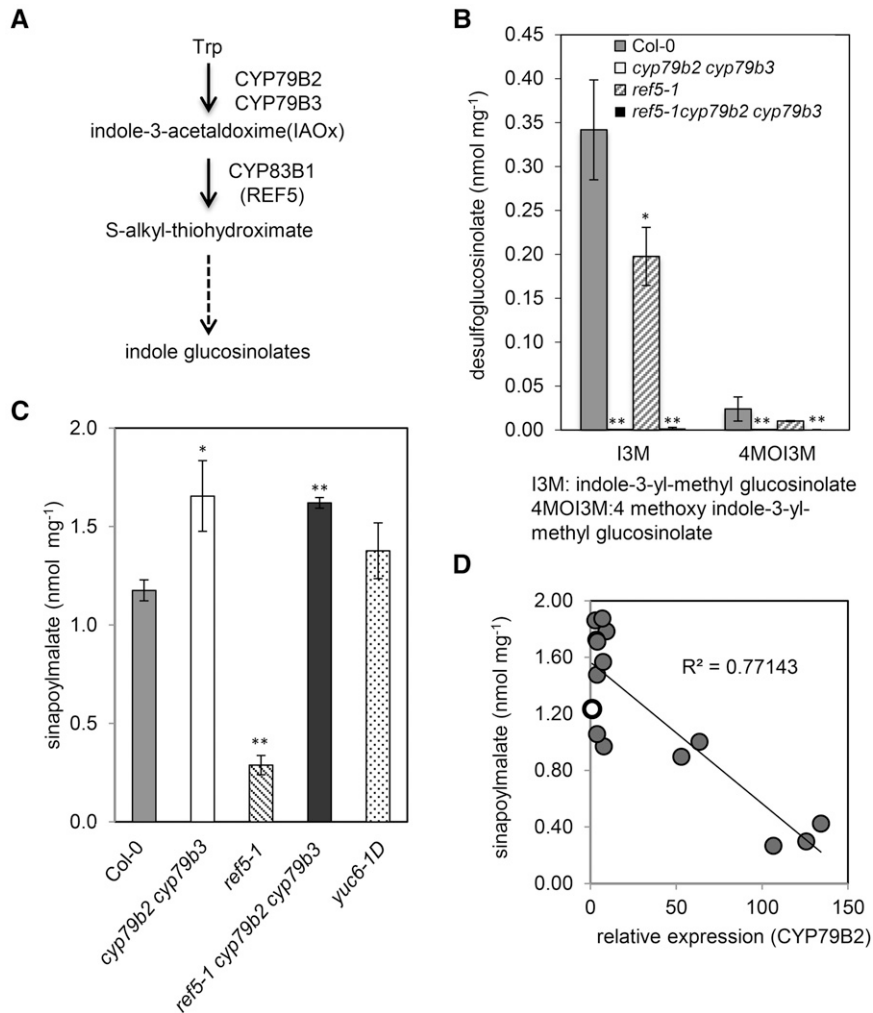 A
Trp
CYP79B2
CYP79B3
indole-3-acetaldoxime(IAOx)
CYP83B1
(REF5)
S-alkyl-thiohydroximate
indole glucosinolates
B
desulfoglucosinolate (nmol mg-1)
0.45
0.40
0.35
0.30
0.25
0.20
0.15
0.10
0.05
0.00
Col-0
cyp79b2 cyp79b3
ref5-1
ref5-1cyp79b2 cyp79b3
*
** ** ** **
I3M 4MOI3M
I3M: indole-3-yl-methyl glucosinolate
4MOI3M:4 methoxy indole-3-yl-
methyl glucosinolate
C
sinapoylmalate (nmol mg-1)
2.0
1.5
1.0
0.5
0.0
*
**
**
Col-0
cyp79b2 cyp79b3
ref5-1
ref5-1 cyp79b2 cyp79b3
yuc6-1D
D
sinapoylmalate (nmol mg-1)
2.00
1.60
1.20
0.80
0.40
0.00
R² = 0.77143
0 50 100 150
relative expression (CYP79B2)